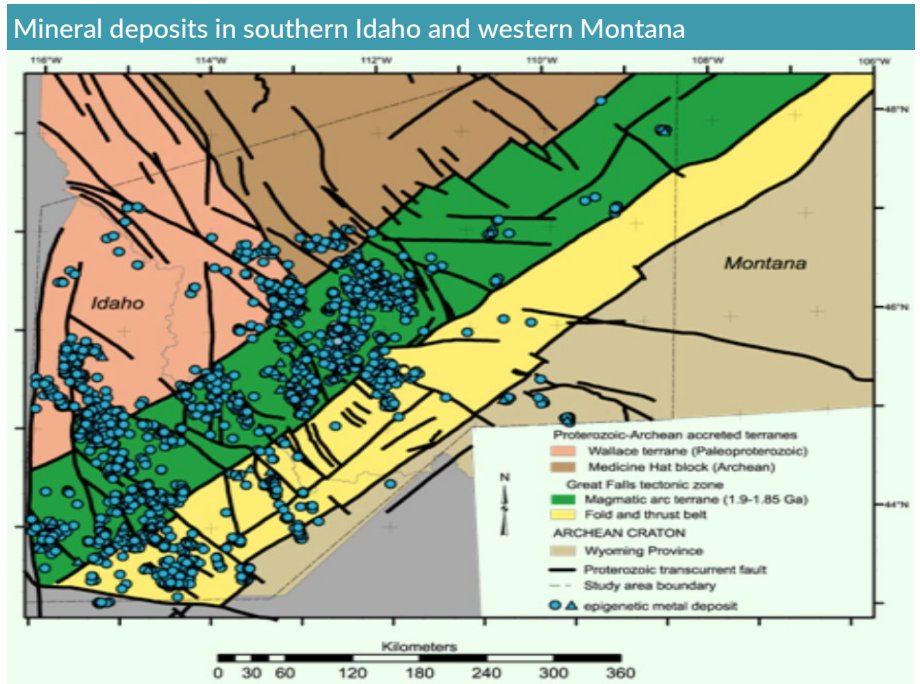 Mineral deposits in southern Idaho and western Montana
116°W 114°W 112°W 110°W 108°W 106°W
48°N
Montana
Idaho
46°N
Proterozoic-Archean accreted terranes
Wallace terrane (Paleoproterozoic)
Medicine Hat block (Archean)
Great Falls tectonic zone
N
Magmatic arc terrane (1.9-1.85 Ga)
44°N
Fold and thrust belt
ARCHEAN CRATON
Wyoming Province
Proterozoic transcurrent fault
Study area boundary
epigenetic metal deposit
Kilometers
0 30 60 120 180 240 300 360